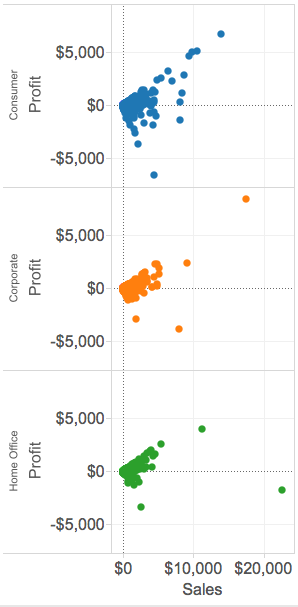 Consumer
Profit
$5,000
$0
-$5,000
Corporate
Profit
$5,000
$0
-$5,000
Home Office
Profit
$5,000
$0
-$5,000
$0 $10,000 $20,000
Sales